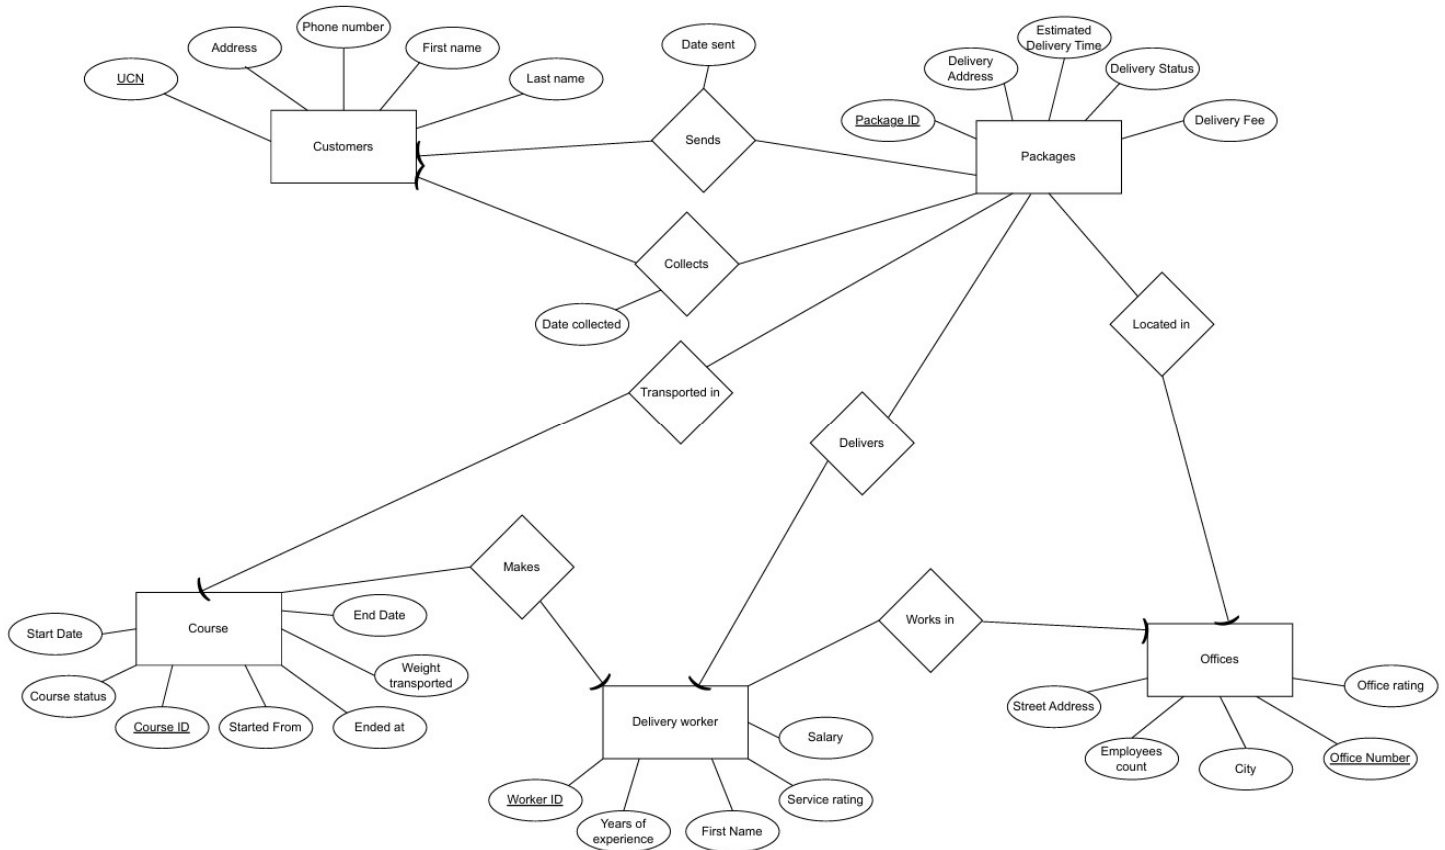 Phone number
Address
First name
UCN
Last name
Customers
Date sent
Sends
Estimated
Delivery Time
Delivery
Address
Delivery Status
Package ID
Delivery Fee
Packages
Collects
Date collected
Located in
Transported in
Delivers
Makes
Works in
Course
Start Date
End Date
Course status
Weight
transported
Course ID
Started From
Ended at
Delivery worker
Salary
Worker ID
Service rating
Years of
experience
First Name
Offices
Street Address
Office rating
Employees
count
City
Office Number